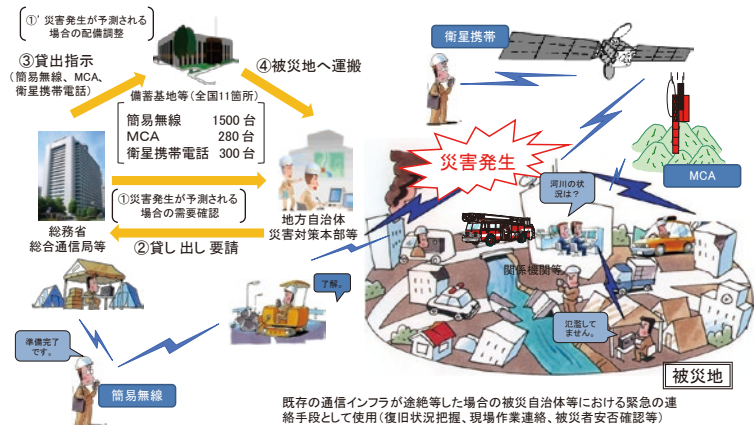 ①’ 災害発生が予測される
場合の配備調整
③貸出指示
(簡易無線、MCA、
衛星携帯電話)
④被災地へ運搬
備蓄基地等(全国11箇所)
簡易無線 1500 台
MCA 280 台
衛星携帯電話 300 台
①災害発生が予測される
場合の需要確認
総務省
総合通信局等
②貸し出し要請
地方自治体
災害対策本部等
衛星携帯
MCA
災害発生
河川の状
況は?
関係機関等
氾濫して
ません。
了解。
準備完了
です。
簡易無線
被災地
既存の通信インフラが途絶等した場合の被災自治体等における緊急の連
絡手段として使用(復旧状況把握、現場作業連絡、被災者安否確認等)